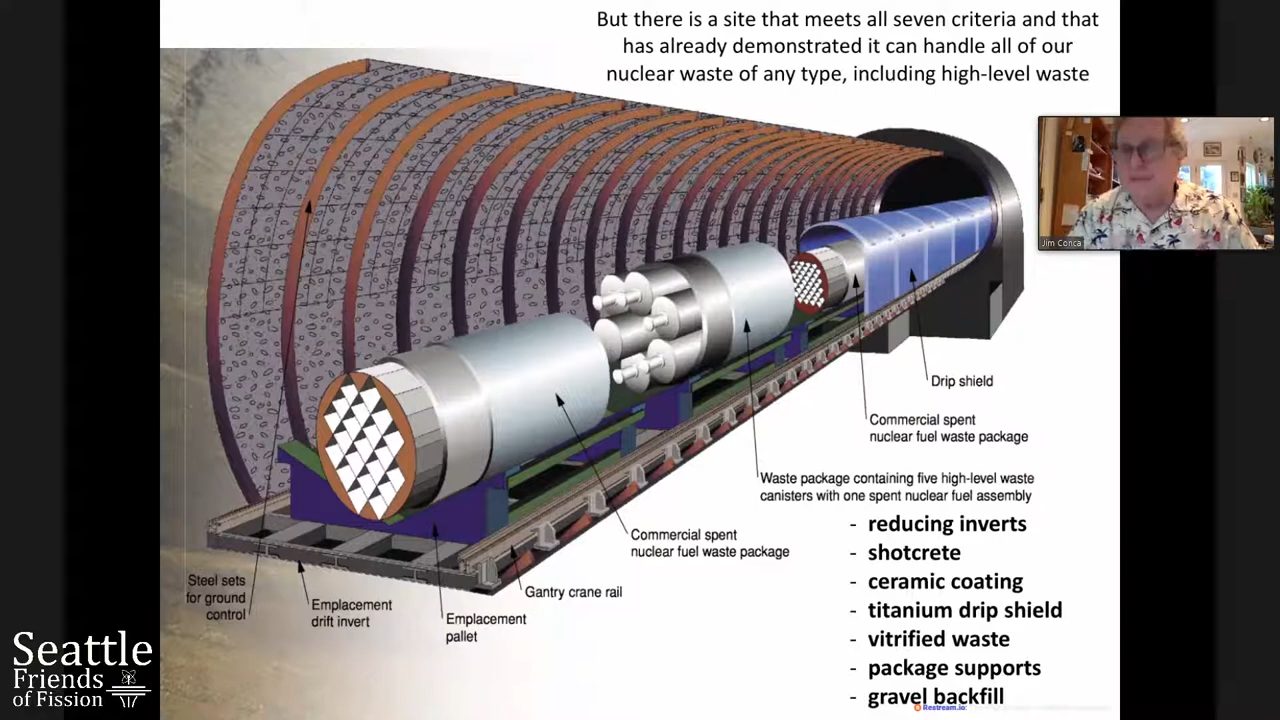 But there is a site that meets all seven criteria and that
has already demonstrated it can handle all of our
nuclear waste of any type, including high-level waste
Jim Conca
Drip shield
Commercial spent
nuclear fuel waste package
Waste package containing five high-level waste
canisters with one spent nuclear fuel assembly
Commercial spent
nuclear fuel waste package
Gantry crane rail
Steel sets
for ground
control
Emplacement
drift invert
Emplacement
pallet
- reducing inverts
- shotcrete
- ceramic coating
- titanium drip shield
- vitrified waste
- package supports
- gravel backfill
Seattle
Friends
of Fission
Restream.io